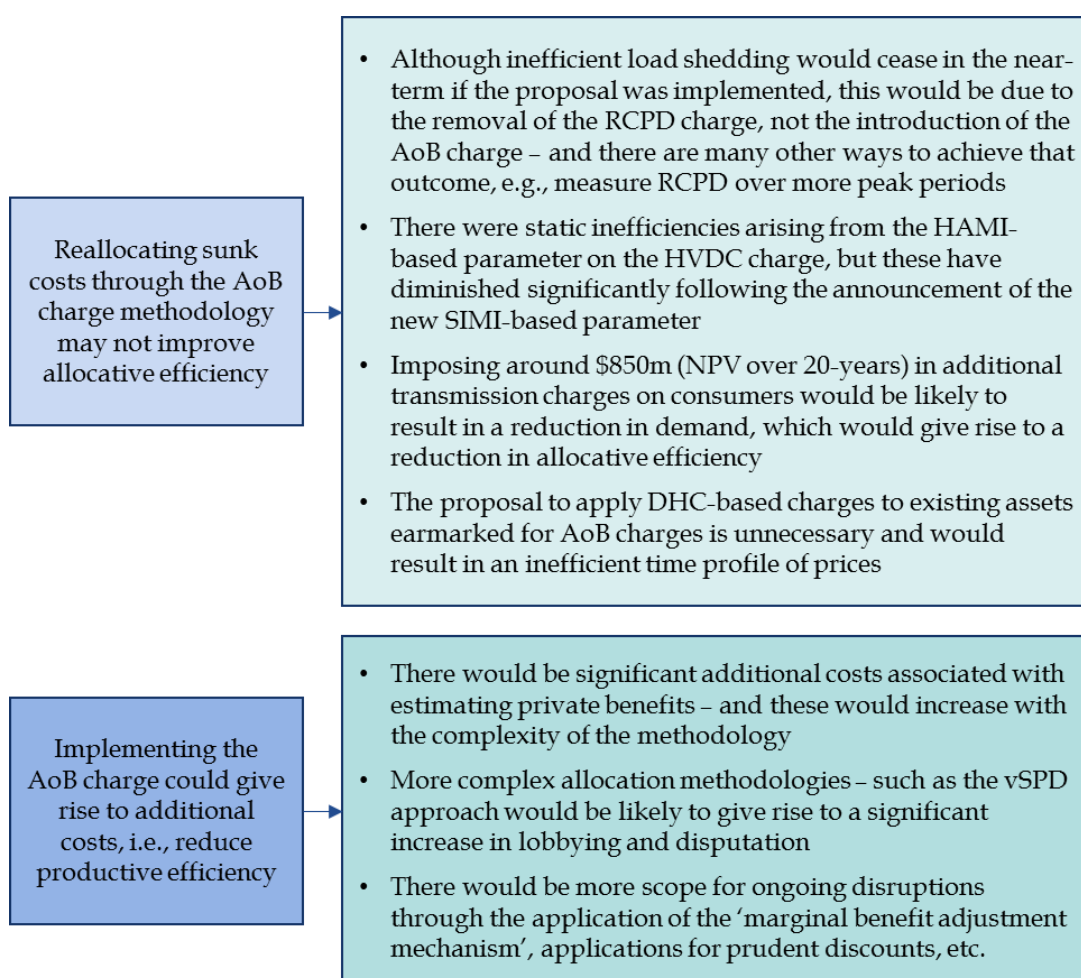 Reallocating sunk
costs through the AoB
charge methodology
may not improve
allocative efficiency
• Although inefficient load shedding would cease in the near-
term if the proposal was implemented, this would be due to
the removal of the RCPD charge, not the introduction of the
AoB charge – and there are many other ways to achieve that
outcome, e.g., measure RCPD over more peak periods
• There were static inefficiencies arising from the HAMI-
based parameter on the HVDC charge, but these have
diminished significantly following the announcement of the
new SIMI-based parameter
• Imposing around $850m (NPV over 20-years) in additional
transmission charges on consumers would be likely to
result in a reduction in demand, which would give rise to a
reduction in allocative efficiency
• The proposal to apply DHC-based charges to existing assets
earmarked for AoB charges is unnecessary and would
result in an inefficient time profile of prices
Implementing the
AoB charge could give
rise to additional
costs, i.e., reduce
productive efficiency
• There would be significant additional costs associated with
estimating private benefits – and these would increase with
the complexity of the methodology
• More complex allocation methodologies – such as the vSPD
approach would be likely to give rise to a significant
increase in lobbying and disputation
• There would be more scope for ongoing disruptions
through the application of the ‘marginal benefit adjustment
mechanism’, applications for prudent discounts, etc.